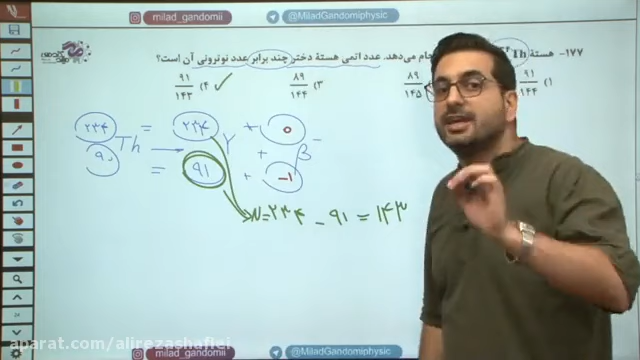 milad_gandomii @MiladGandomiphysic
۱۷۷- هستهٔ Th انجام می‌دهد. عدد اتمی هستهٔ دختر چند برابر عدد نوترونی آن است؟
۱) ۹۱/۱۴۴ ۸۹/۱۴۵ ۳) ۸۹/۱۴۴ ۴) ۹۱/۱۴۳
۲۳۴ = ۲۳۴ + ۰
Th → Y + β⁻
۹۰ = ۹۱ + −۱
N=۲۳۴ - ۹۱ = ۱۴۳
aparat.com/alirezashafiei
milad_gandomii @MiladGandomiphysic